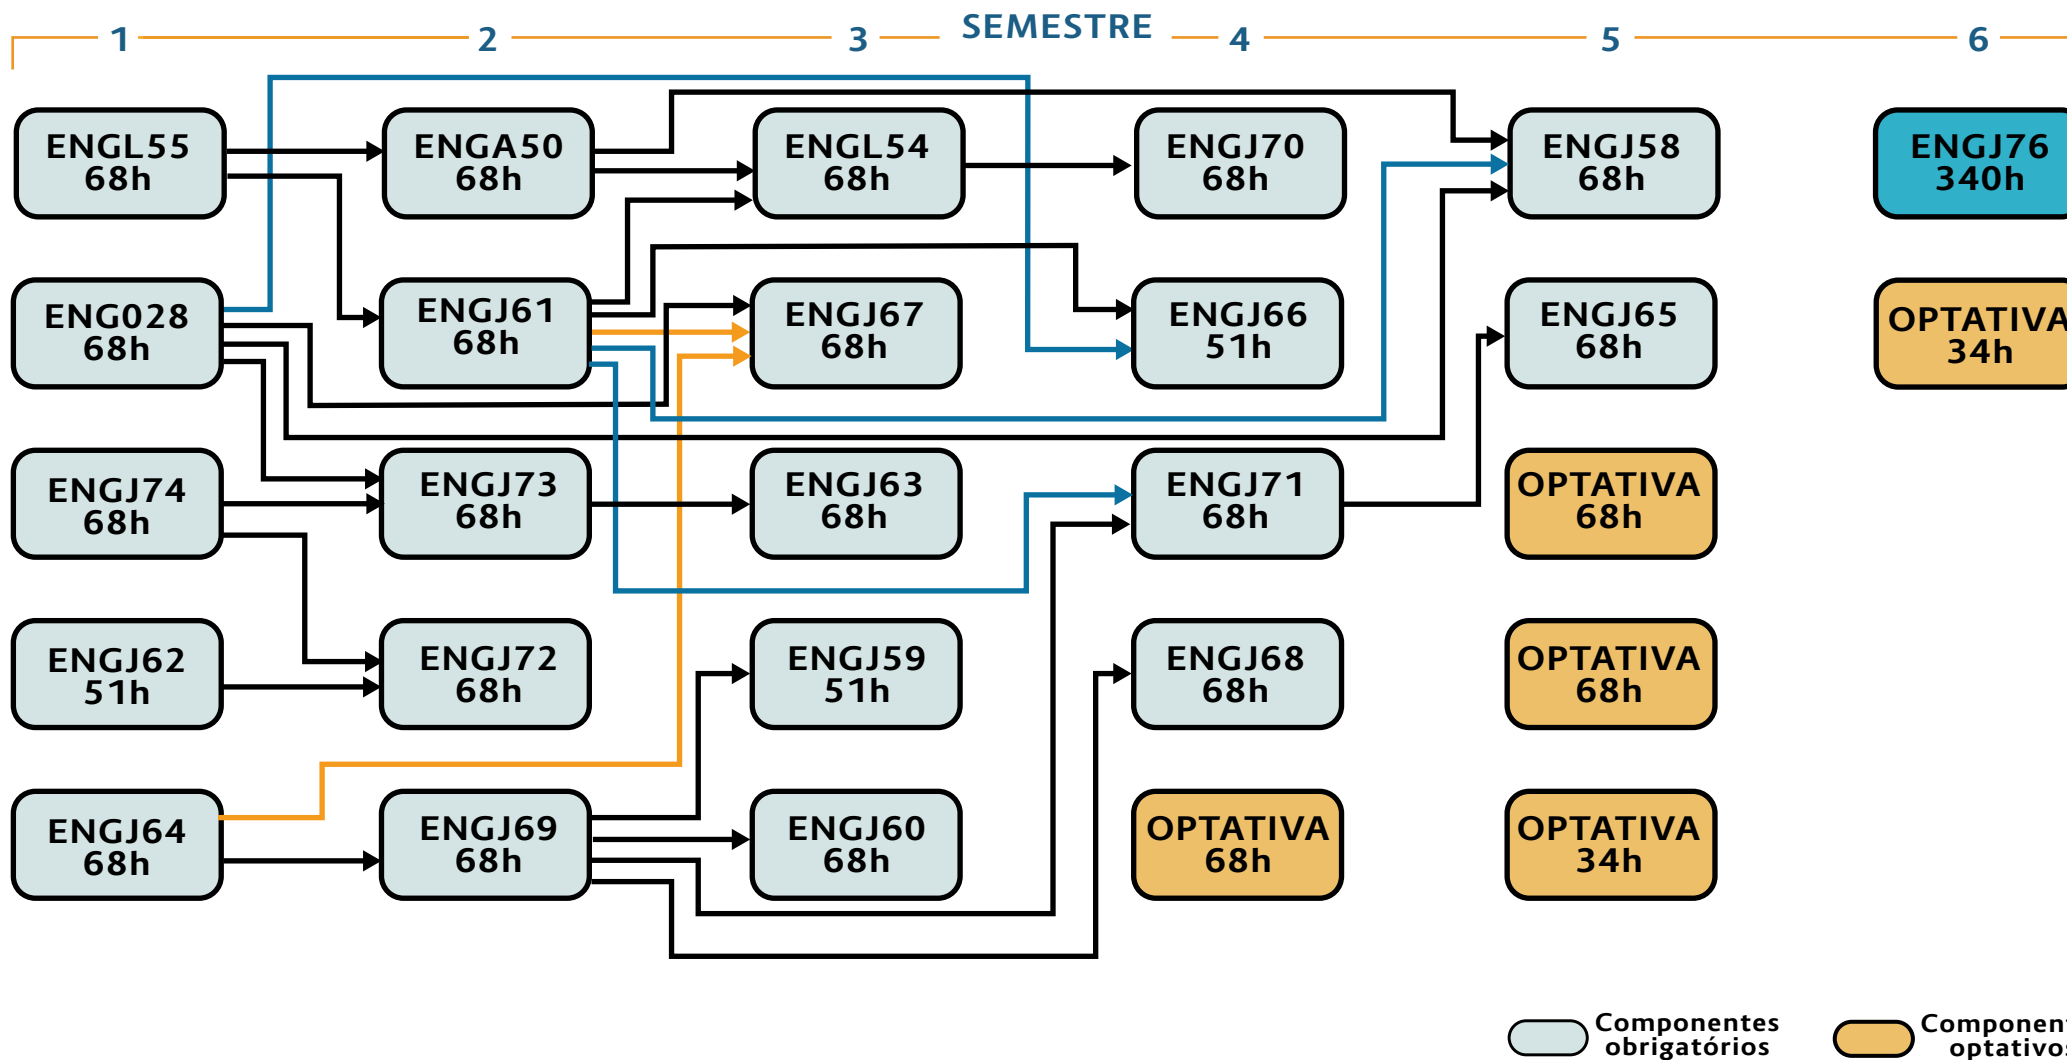 SEMESTRE
1 2 3 4 5 6
ENGL55
68h
ENGA50
68h
ENGL54
68h
ENGJ70
68h
ENGJ58
68h
ENGJ76
340h
ENG028
68h
ENGJ61
68h
ENGJ67
68h
ENGJ66
51h
ENGJ65
68h
OPTATIVA
34h
ENGJ74
68h
ENGJ73
68h
ENGJ63
68h
ENGJ71
68h
OPTATIVA
68h
ENGJ62
51h
ENGJ72
68h
ENGJ59
51h
ENGJ68
68h
OPTATIVA
68h
ENGJ64
68h
ENGJ69
68h
ENGJ60
68h
OPTATIVA
68h
OPTATIVA
34h
Componentes
obrigatórios
Component
optativos